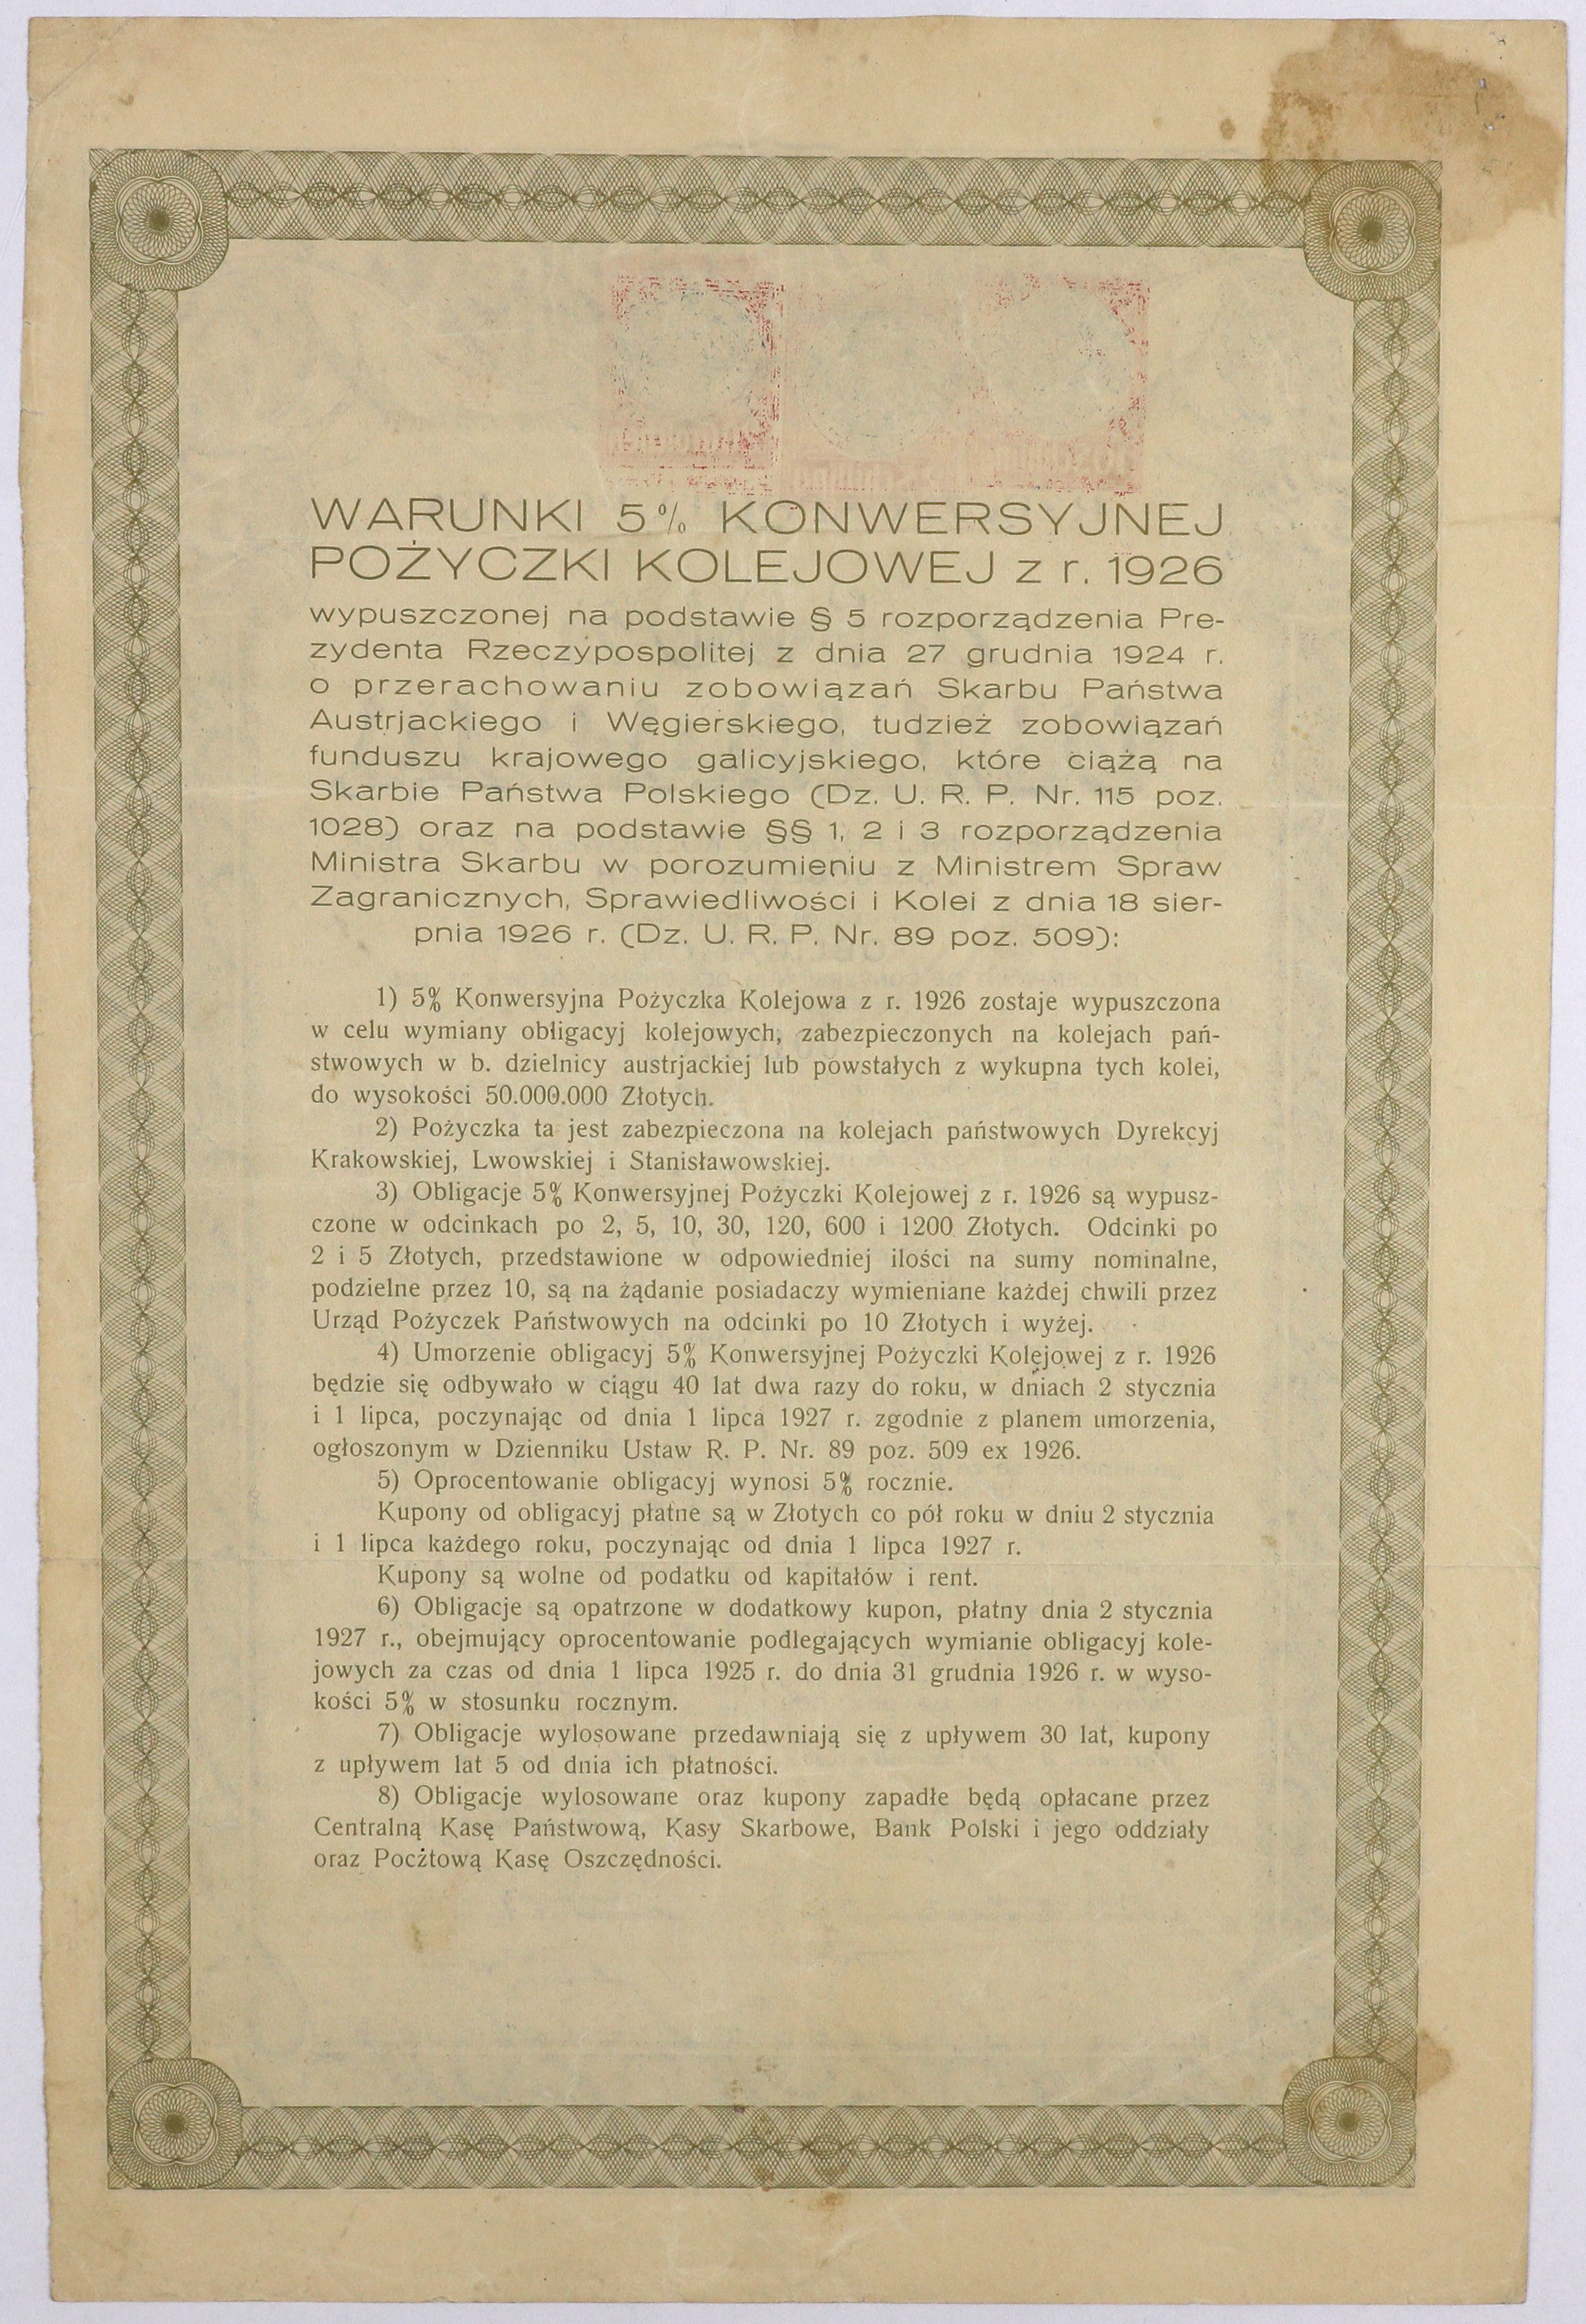 WARUNKI 5% KONWERSYJNEJ
POŻYCZKI KOLEJOWEJ z r. 1926
wypuszczonej na podstawie § 5 rozporządzenia Pre-
zydenta Rzeczypospolitej z dnia 27 grudnia 1924 r.
o przerachowaniu zobowiązań Skarbu Państwa
Austrjackiego i Węgierskiego, tudzież zobowiązań
funduszu krajowego galicyjskiego, które ciążą na
Skarbie Państwa Polskiego (Dz. U. R. P. Nr. 115 poz.
1028) oraz na podstawie §§ 1, 2 i 3 rozporządzenia
Ministra Skarbu w porozumieniu z Ministrem Spraw
Zagranicznych, Sprawiedliwości i Kolei z dnia 18 sier-
pnia 1926 r. (Dz. U. R. P. Nr. 89 poz. 509):
1) 5% Konwersyjna Pożyczka Kolejowa z r. 1926 zostaje wypuszczona
w celu wymiany obligacyj kolejowych, zabezpieczonych na kolejach pań-
stwowych w b. dzielnicy austrjackiej lub powstałych z wykupna tych kolei,
do wysokości 50.000.000 Złotych.
2) Pożyczka ta jest zabezpieczona na kolejach państwowych Dyrekcyj
Krakowskiej, Lwowskiej i Stanisławowskiej.
3) Obligacje 5% Konwersyjnej Pożyczki Kolejowej z r. 1926 są wypusz-
czone w odcinkach po 2, 5, 10, 30, 120, 600 i 1200 Złotych. Odcinki po
2 i 5 Złotych, przedstawione w odpowiedniej ilości na sumy nominalne,
podzielne przez 10, są na żądanie posiadaczy wymieniane każdej chwili przez
Urząd Pożyczek Państwowych na odcinki po 10 Złotych i wyżej.
4) Umorzenie obligacyj 5% Konwersyjnej Pożyczki Kolejowej z r. 1926
będzie się odbywało w ciągu 40 lat dwa razy do roku, w dniach 2 stycznia
i 1 lipca, poczynając od dnia 1 lipca 1927 r. zgodnie z planem umorzenia,
ogłoszonym w Dzienniku Ustaw R. P. Nr. 89 poz. 509 ex 1926.
5) Oprocentowanie obligacyj wynosi 5% rocznie.
Kupony od obligacyj płatne są w Złotych co pół roku w dniu 2 stycznia
i 1 lipca każdego roku, poczynając od dnia 1 lipca 1927 r.
Kupony są wolne od podatku od kapitałów i rent.
6) Obligacje są opatrzone w dodatkowy kupon, płatny dnia 2 stycznia
1927 r., obejmujący oprocentowanie podlegających wymianie obligacyj kole-
jowych za czas od dnia 1 lipca 1925 r. do dnia 31 grudnia 1926 r. w wyso-
kości 5% w stosunku rocznym.
7) Obligacje wylosowane przedawniają się z upływem 30 lat, kupony
z upływem lat 5 od dnia ich płatności.
8) Obligacje wylosowane oraz kupony zapadłe będą opłacane przez
Centralną Kasę Państwową, Kasy Skarbowe, Bank Polski i jego oddziały
oraz Pocztową Kasę Oszczędności.